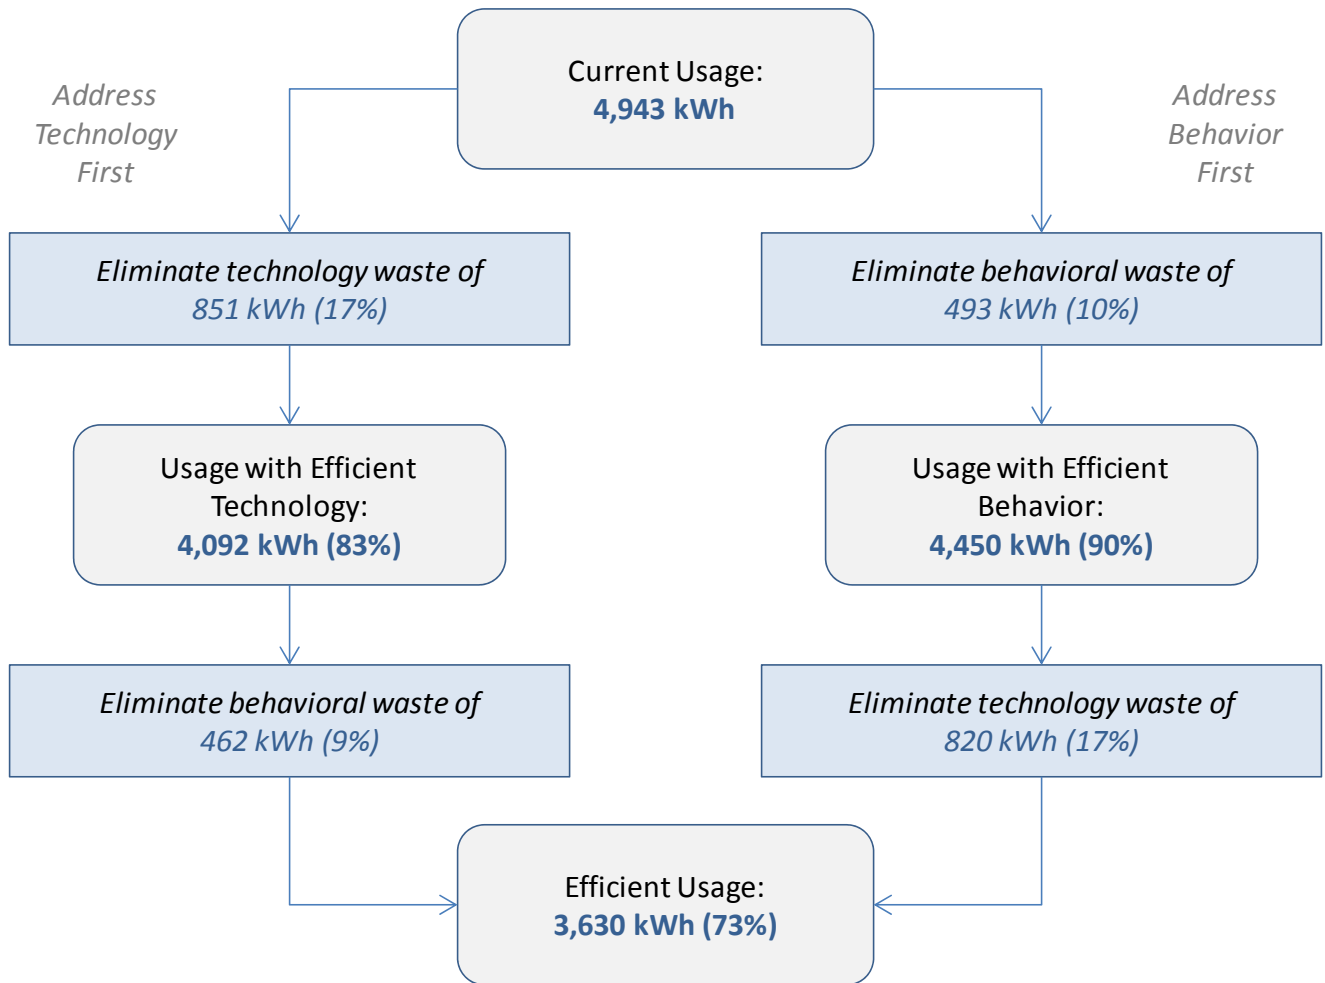 Current Usage:
4,943 kWh
Address
Technology
First
Address
Behavior
First
Eliminate technology waste of
851 kWh (17%)
Eliminate behavioral waste of
493 kWh (10%)
Usage with Efficient
Technology:
4,092 kWh (83%)
Usage with Efficient
Behavior:
4,450 kWh (90%)
Eliminate behavioral waste of
462 kWh (9%)
Eliminate technology waste of
820 kWh (17%)
Efficient Usage:
3,630 kWh (73%)